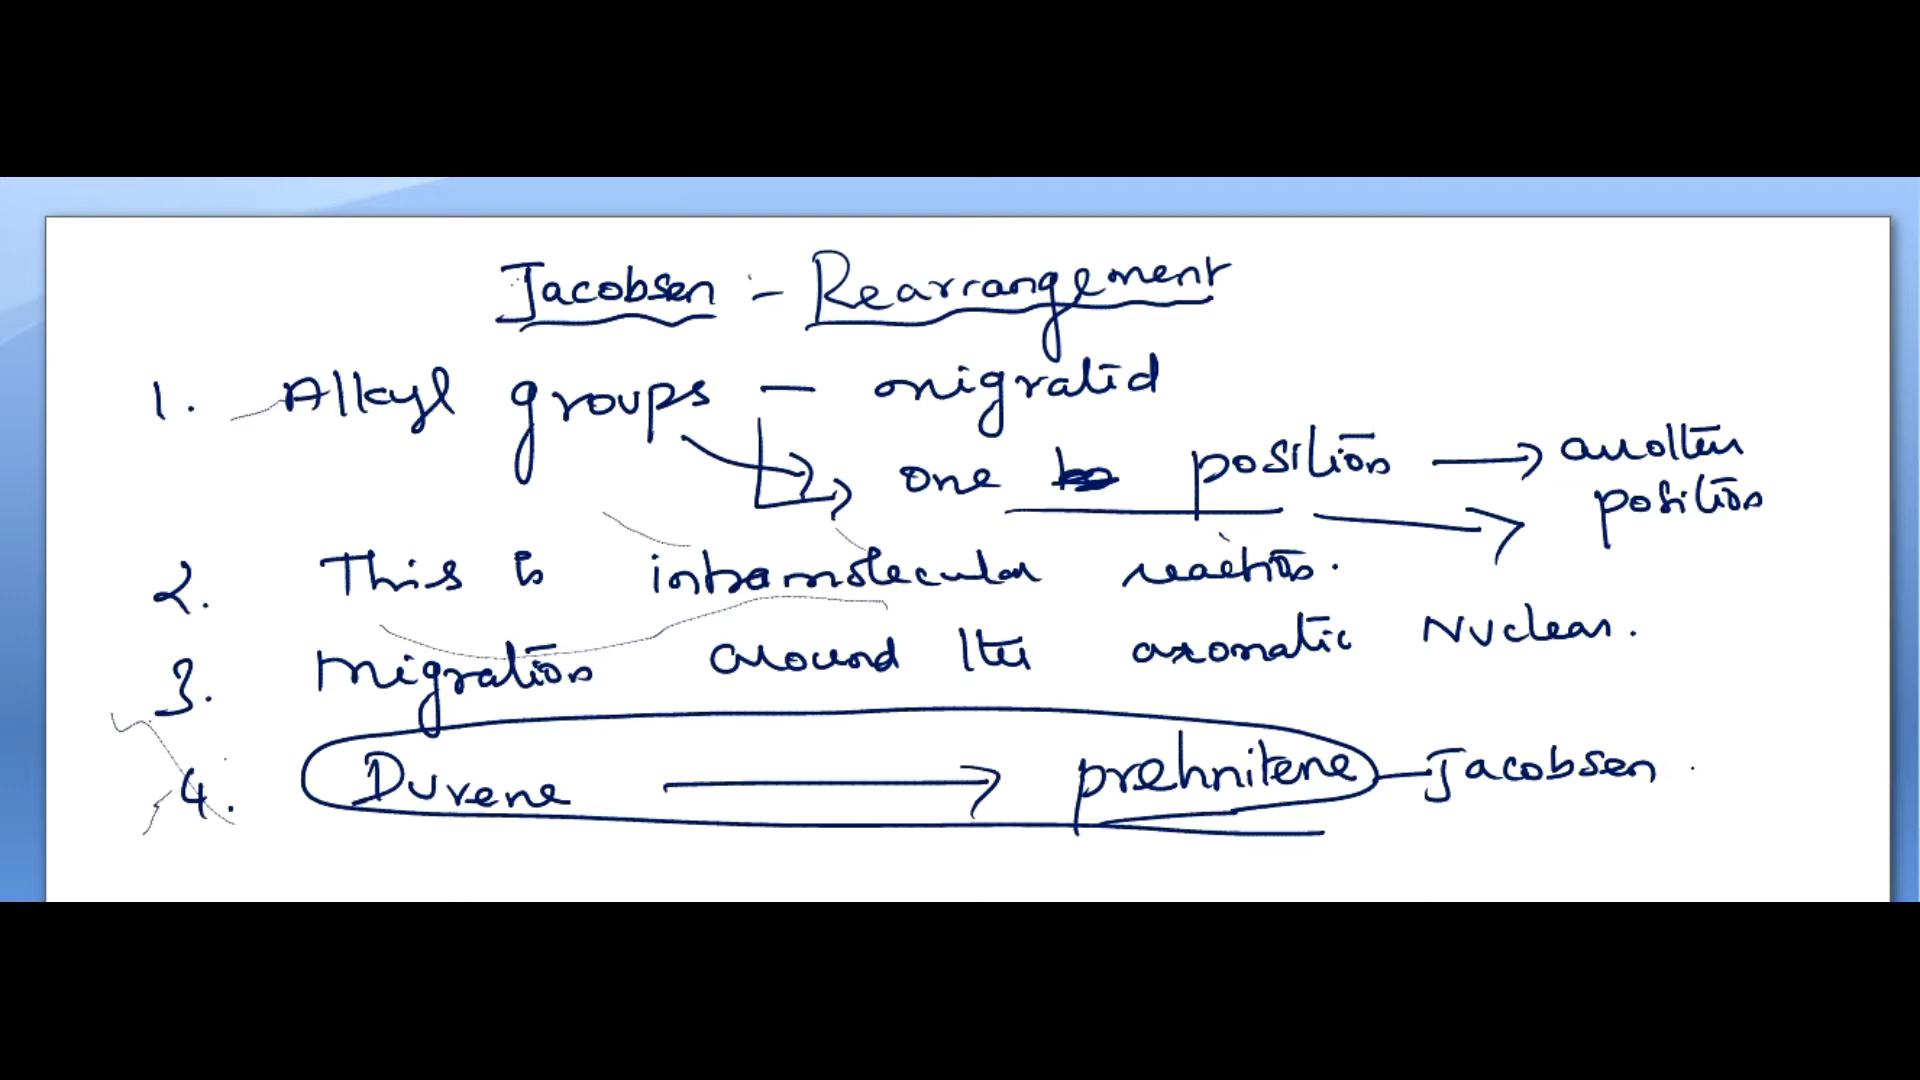 Jacobsen :- Rearrangement
1. Alkyl groups - migrated
one position → another
position
2. This is intramolecular reaction.
3. Migration around the aromatic Nuclear.
4. Durene → prehnitene - Jacobsen